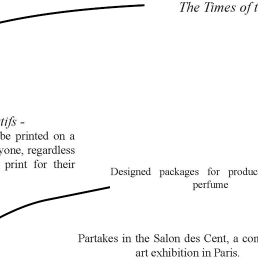 The Times of t
tifs -
be printed on a
yone, regardless
print for their
Designed packages for produc
perfume
Partakes in the Salon des Cent, a con
art exhibition in Paris.